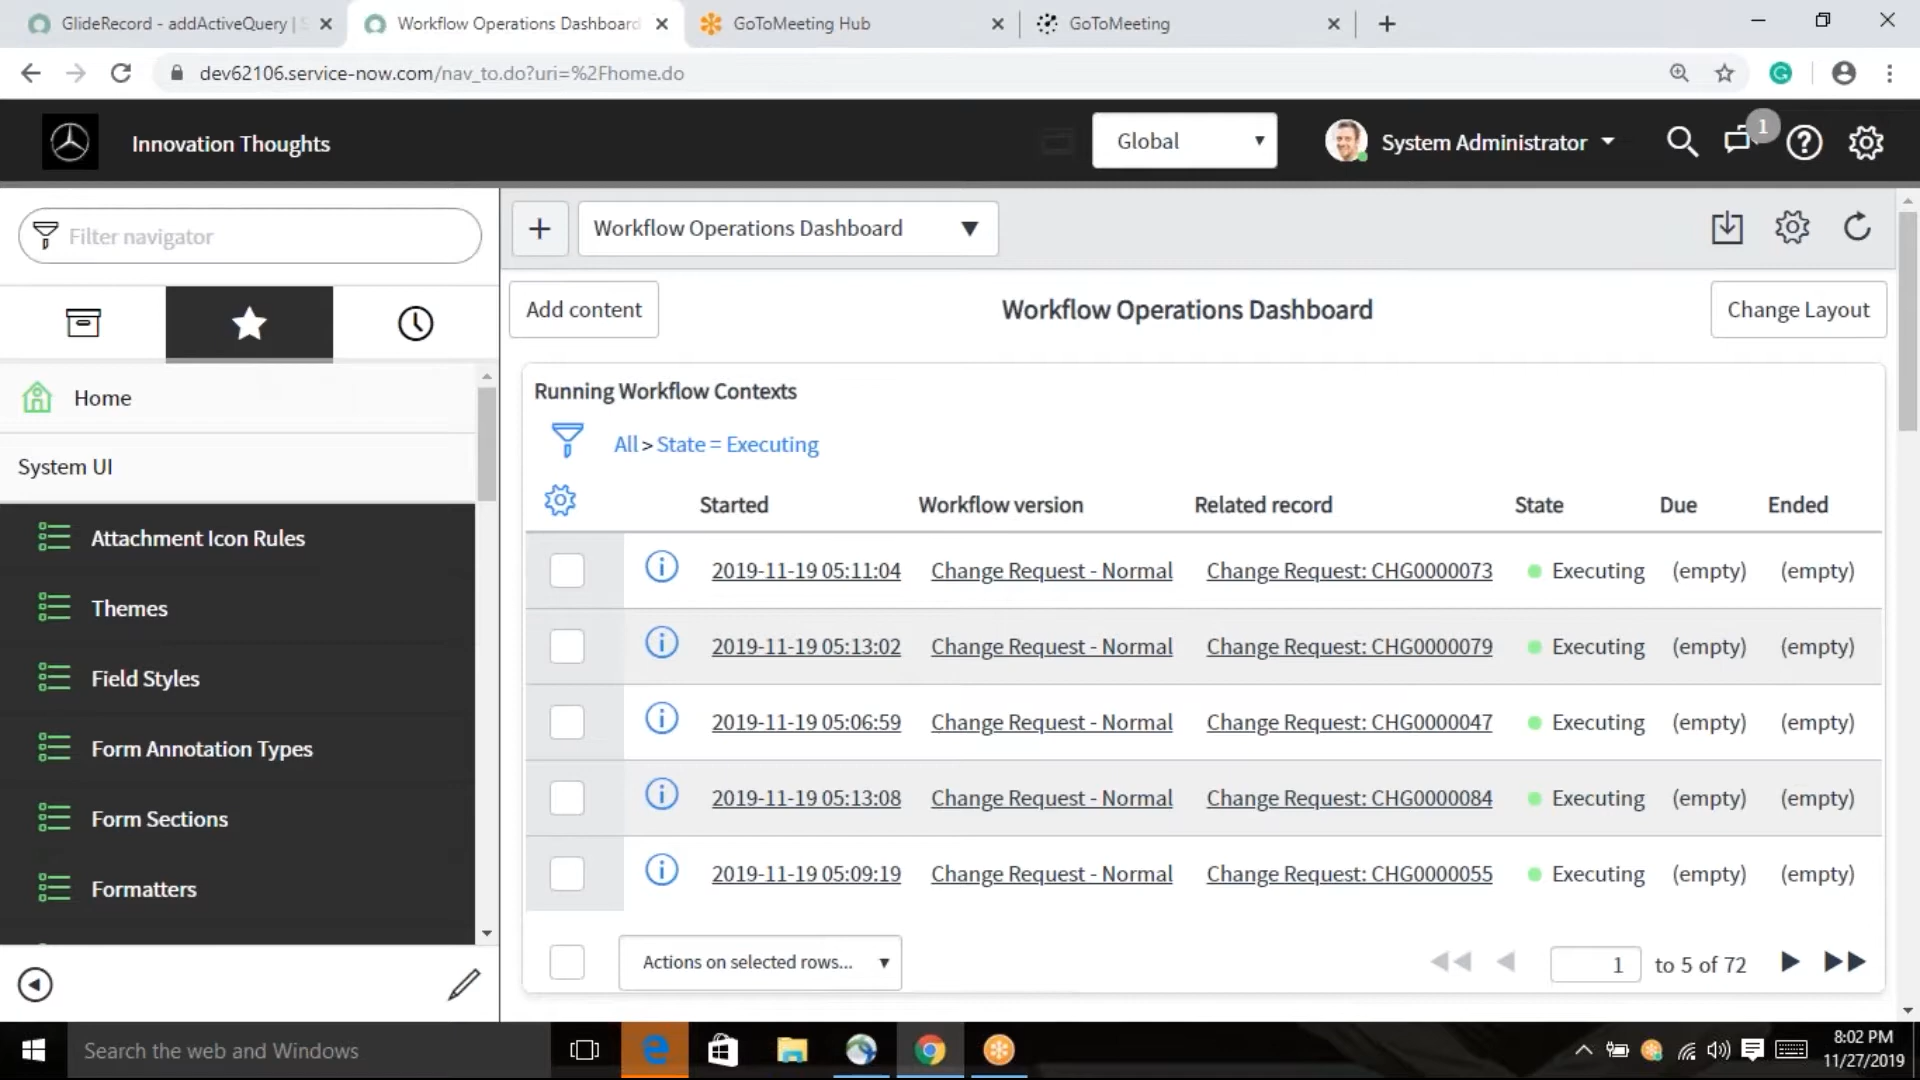 GlideRecord - addActiveQuery |
Workflow Operations Dashboard
GoToMeeting Hub
GoToMeeting
dev62106.service-now.com/nav_to.do?uri=%2Fhome.do
Innovation Thoughts
Global
System Administrator
1
Filter navigator
Workflow Operations Dashboard
Add content
Workflow Operations Dashboard
Change Layout
Home
System UI
Attachment Icon Rules
Themes
Field Styles
Form Annotation Types
Form Sections
Formatters
Running Workflow Contexts
All > State = Executing
Started Workflow version Related record State Due Ended
2019-11-19 05:11:04 Change Request - Normal Change Request: CHG0000073 Executing (empty) (empty)
2019-11-19 05:13:02 Change Request - Normal Change Request: CHG0000079 Executing (empty) (empty)
2019-11-19 05:06:59 Change Request - Normal Change Request: CHG0000047 Executing (empty) (empty)
2019-11-19 05:13:08 Change Request - Normal Change Request: CHG0000084 Executing (empty) (empty)
2019-11-19 05:09:19 Change Request - Normal Change Request: CHG0000055 Executing (empty) (empty)
Actions on selected rows...
1 to 5 of 72
Search the web and Windows
8:02 PM
11/27/2019